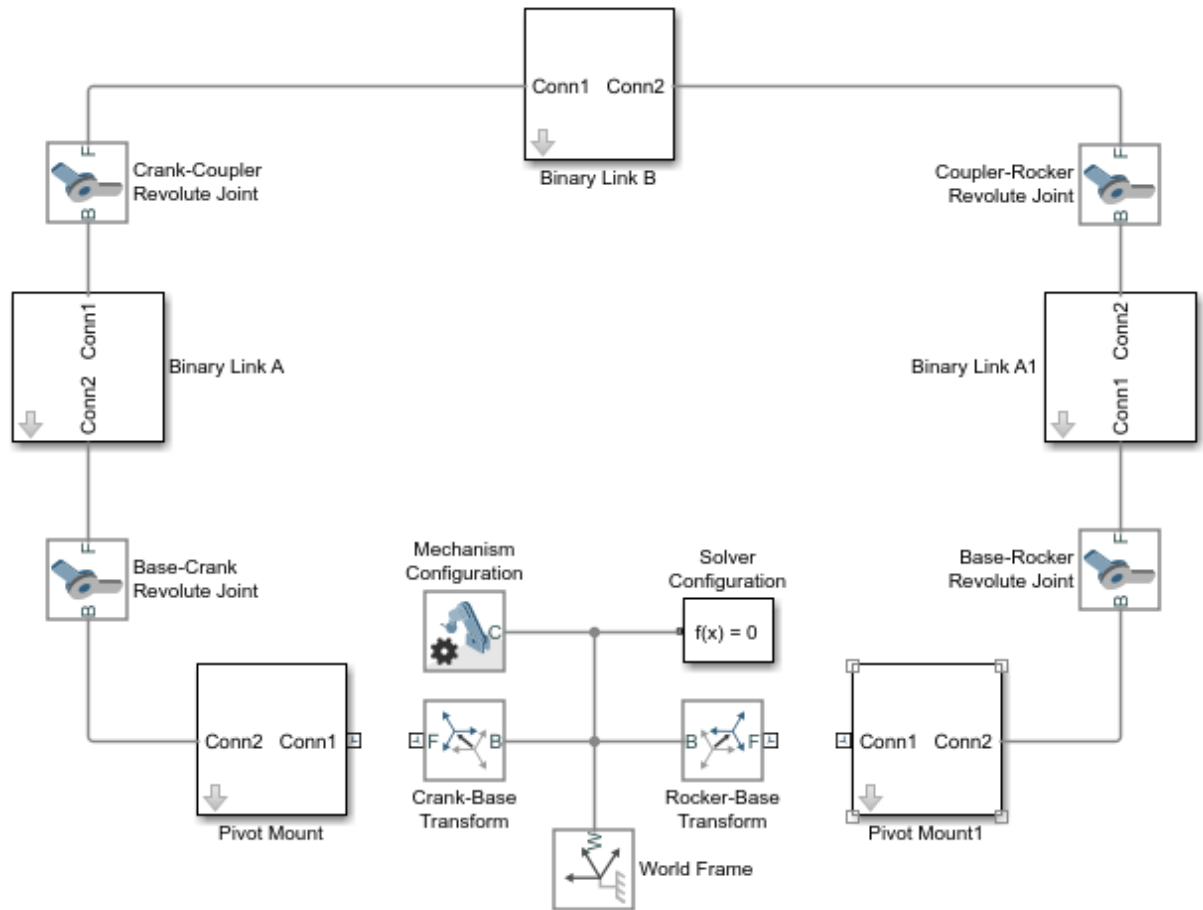 Conn1 Conn2
Binary Link B
F
Crank-Coupler
Revolute Joint
B
F
Coupler-Rocker
Revolute Joint
B
Conn1
Conn2
Binary Link A
Conn2
Conn1
Binary Link A1
F
Base-Crank
Revolute Joint
B
Mechanism
Configuration
C
Solver
Configuration
f(x) = 0
F
Base-Rocker
Revolute Joint
B
Conn2 Conn1
Pivot Mount
F B
Crank-Base
Transform
B F
Rocker-Base
Transform
Conn1 Conn2
Pivot Mount1
W
World Frame